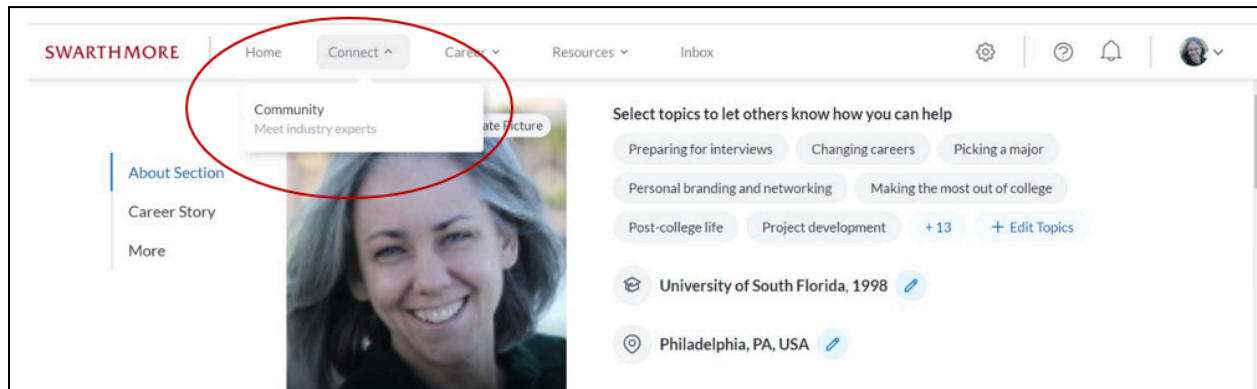 SWARTHMORE Home Connect Career Resources Inbox
Community
Meet industry experts
ate Picture
About Section
Career Story
More
Select topics to let others know how you can help
Preparing for interviews Changing careers Picking a major
Personal branding and networking Making the most out of college
Post-college life Project development + 13 + Edit Topics
University of South Florida, 1998
Philadelphia, PA, USA